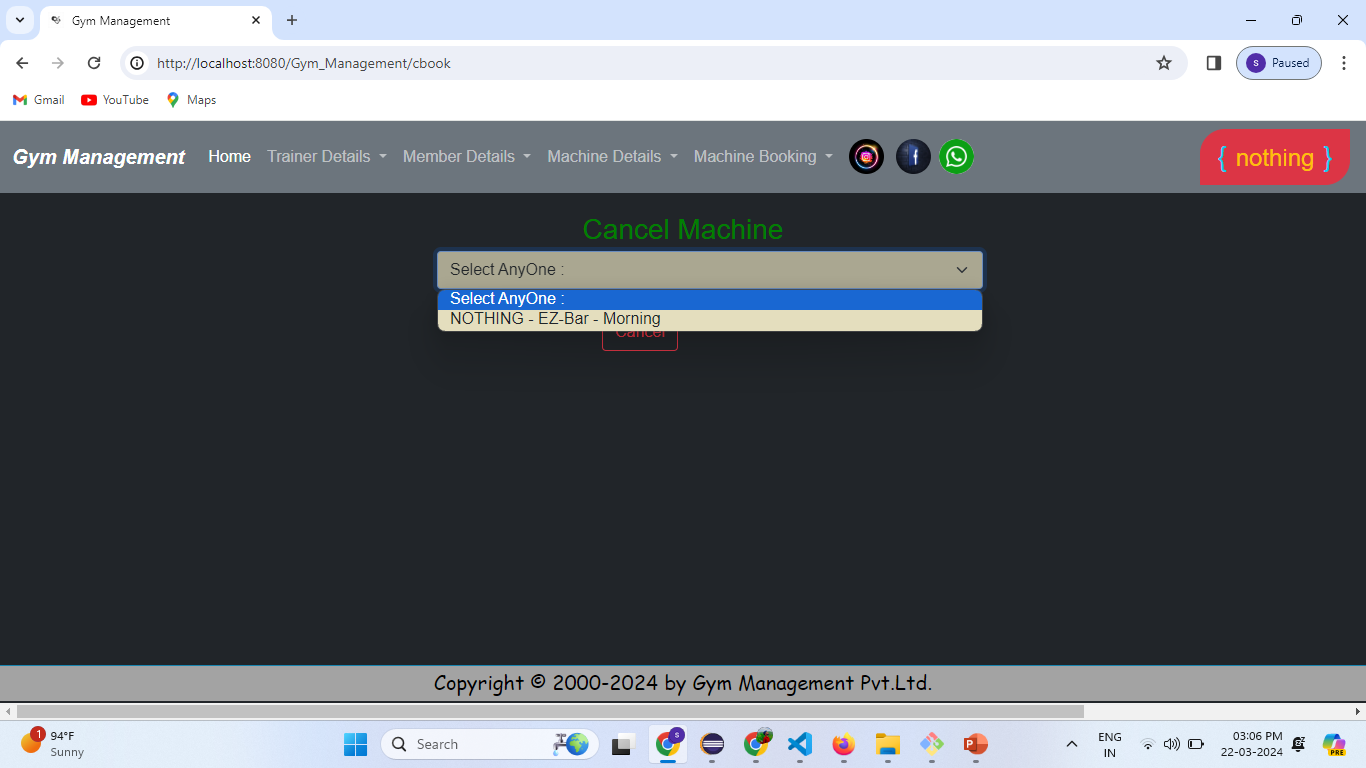 Gym Management
http://localhost:8080/Gym_Management/cbook
S Paused
Gmail YouTube Maps
Gym Management Home Trainer Details Member Details Machine Details Machine Booking { nothing }
Cancel Machine
Select AnyOne :
Select AnyOne :
NOTHING - EZ-Bar - Morning
Cancel
Copyright © 2000-2024 by Gym Management Pvt.Ltd.
1 94°F
Sunny
Search
S
PRE
ENG
IN
03:06 PM
22-03-2024